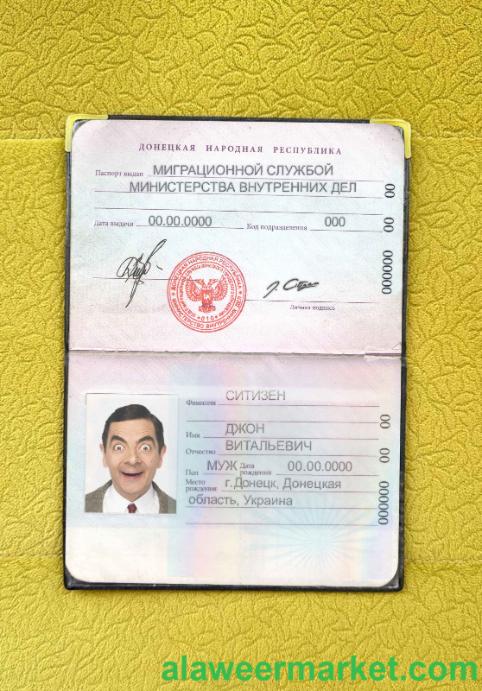 ДОНЕЦКАЯ НАРОДНАЯ РЕСПУБЛИКА
Паспорт выдан МИГРАЦИОННОЙ СЛУЖБОЙ
МИНИСТЕРСТВА ВНУТРЕННИХ ДЕЛ
Дата выдачи 00.00.0000 Код подразделения 000
Личная подпись
00 00 000000
Фамилия СИТИЗЕН
Имя ДЖОН
Отчество ВИТАЛЬЕВИЧ
Пол МУЖ Дата рождения 00.00.0000
Место рождения г.Донецк, Донецкая
область, Украина
00 00 000000
alaweermarket.com